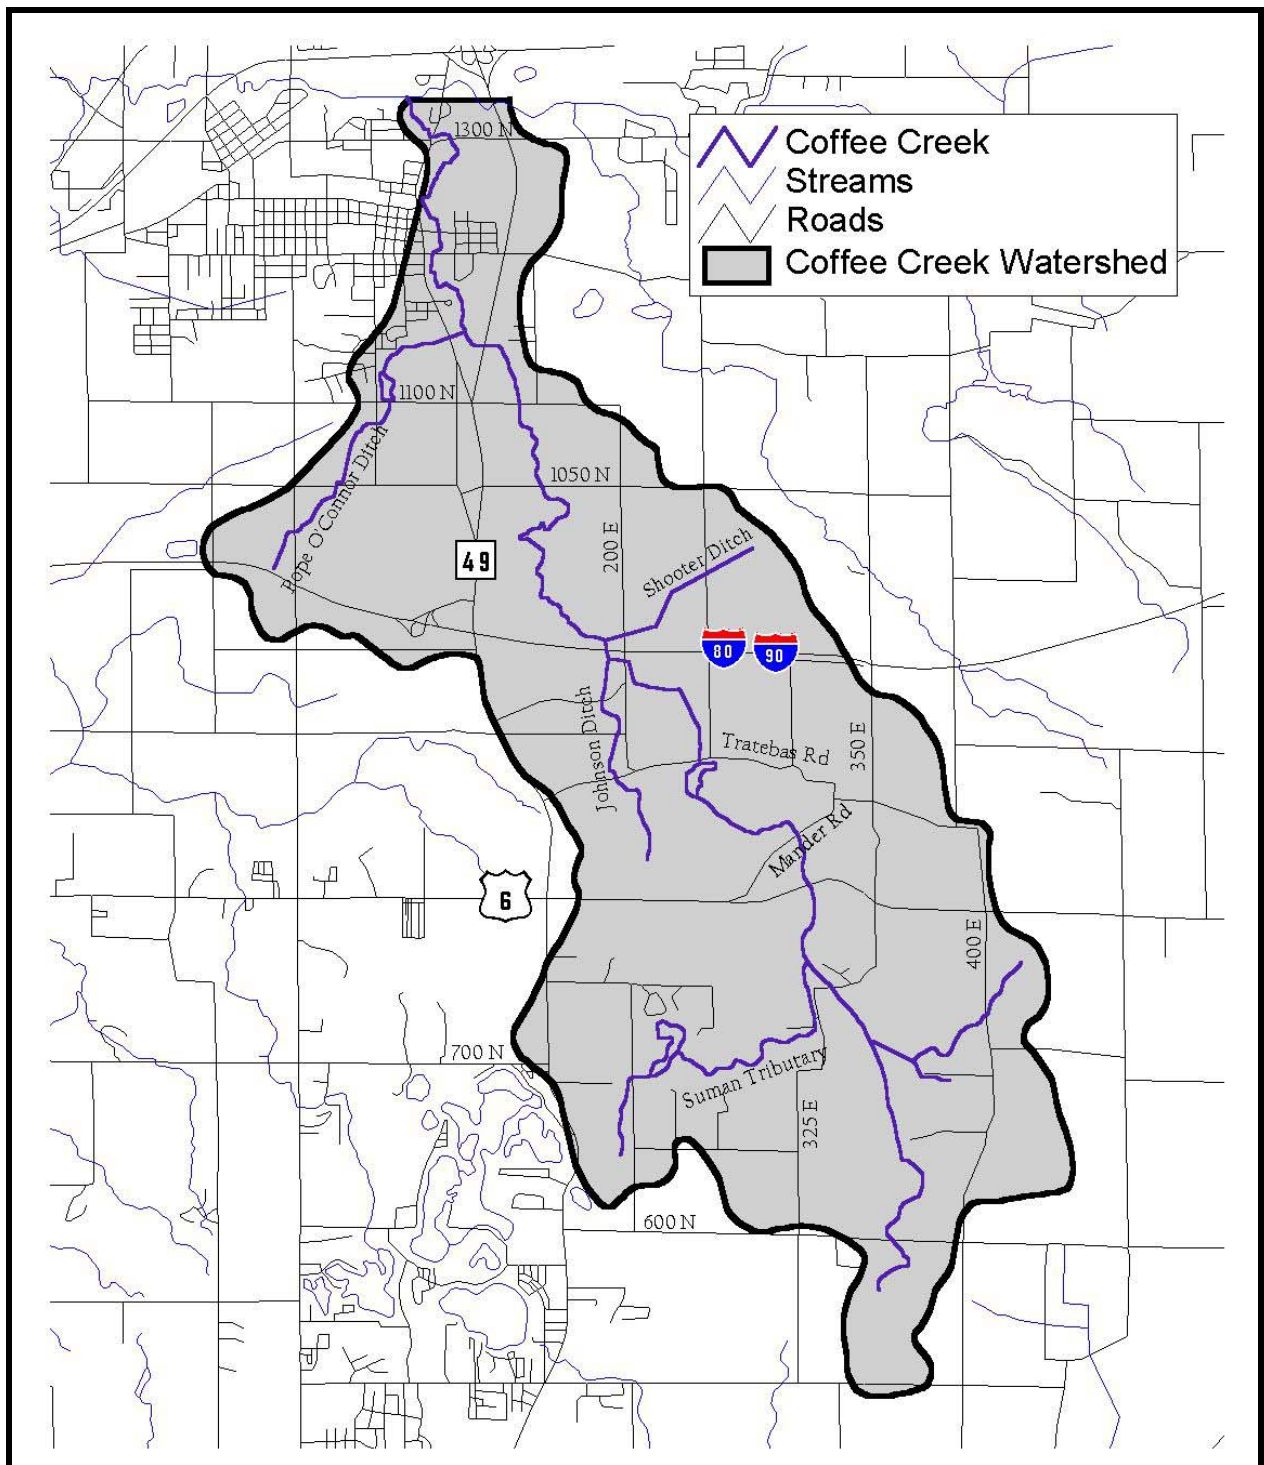 1300 N
Coffee Creek
Streams
Roads
Coffee Creek Watershed
1100 N
Pope O'Connor Ditch
1050 N
200 E
Shooter Ditch
49
80
90
Johnson Ditch
Tratebas Rd
350 E
Mander Rd
6
400 E
700 N
Suman Tributary
325 E
600 N